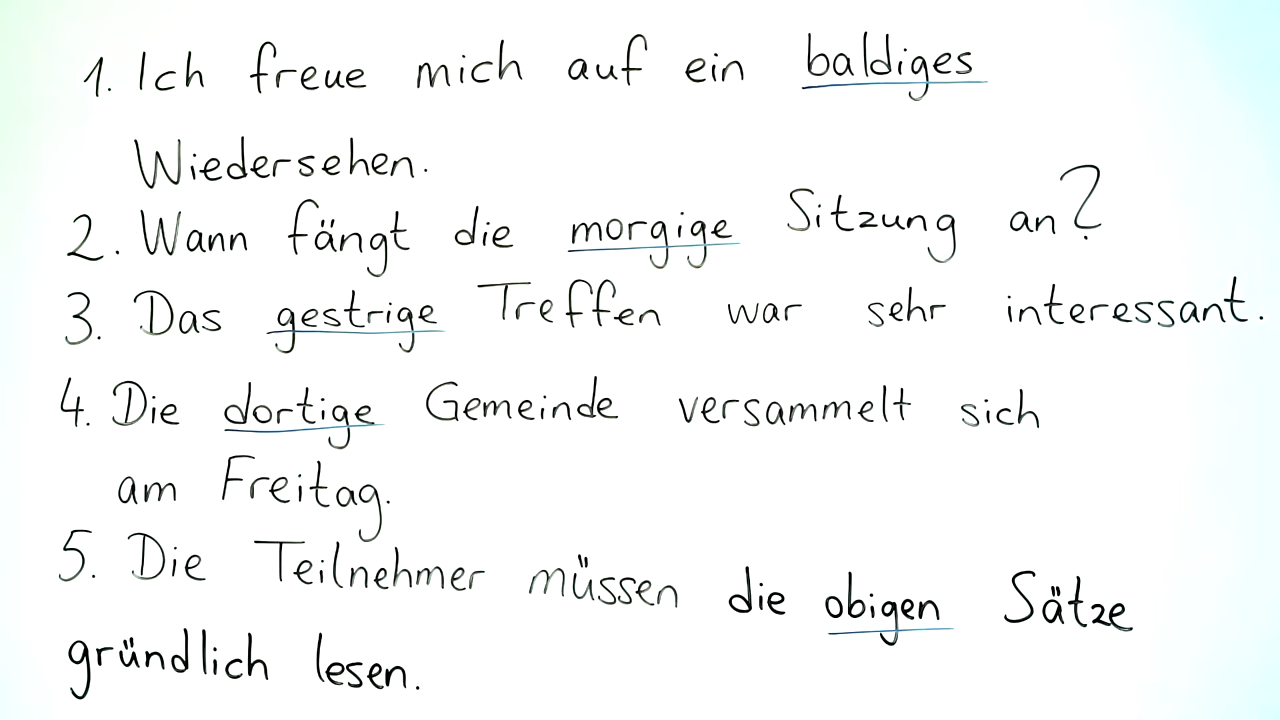 1. Ich freue mich auf ein baldiges
Wiedersehen.
2. Wann fängt die morgige Sitzung an?
3. Das gestrige Treffen war sehr interessant.
4. Die dortige Gemeinde versammelt sich
am Freitag.
5. Die Teilnehmer müssen die obigen Sätze
gründlich lesen.